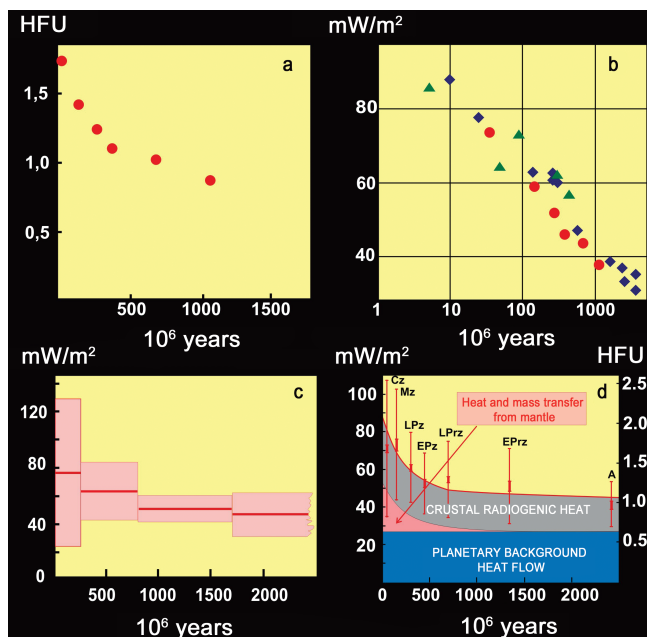 HFU
a
1,5
1,0
0,5
500
1000
1500
10⁶ years
mW/m²
b
80
60
40
1
10
100
1000
10⁶ years
mW/m²
c
120
80
40
0
500
1000
1500
2000
10⁶ years
mW/m²
HFU
d
100
80
60
40
20
0
2.5
2.0
1.5
1.0
0.5
Cz
Mz
LPz
EPz
LPrz
EPrz
A
Heat and mass transfer
from mantle
CRUSTAL RADIOGENIC HEAT
PLANETARY BACKGROUND
HEAT FLOW
0
500
1000
1500
2000
10⁶ years